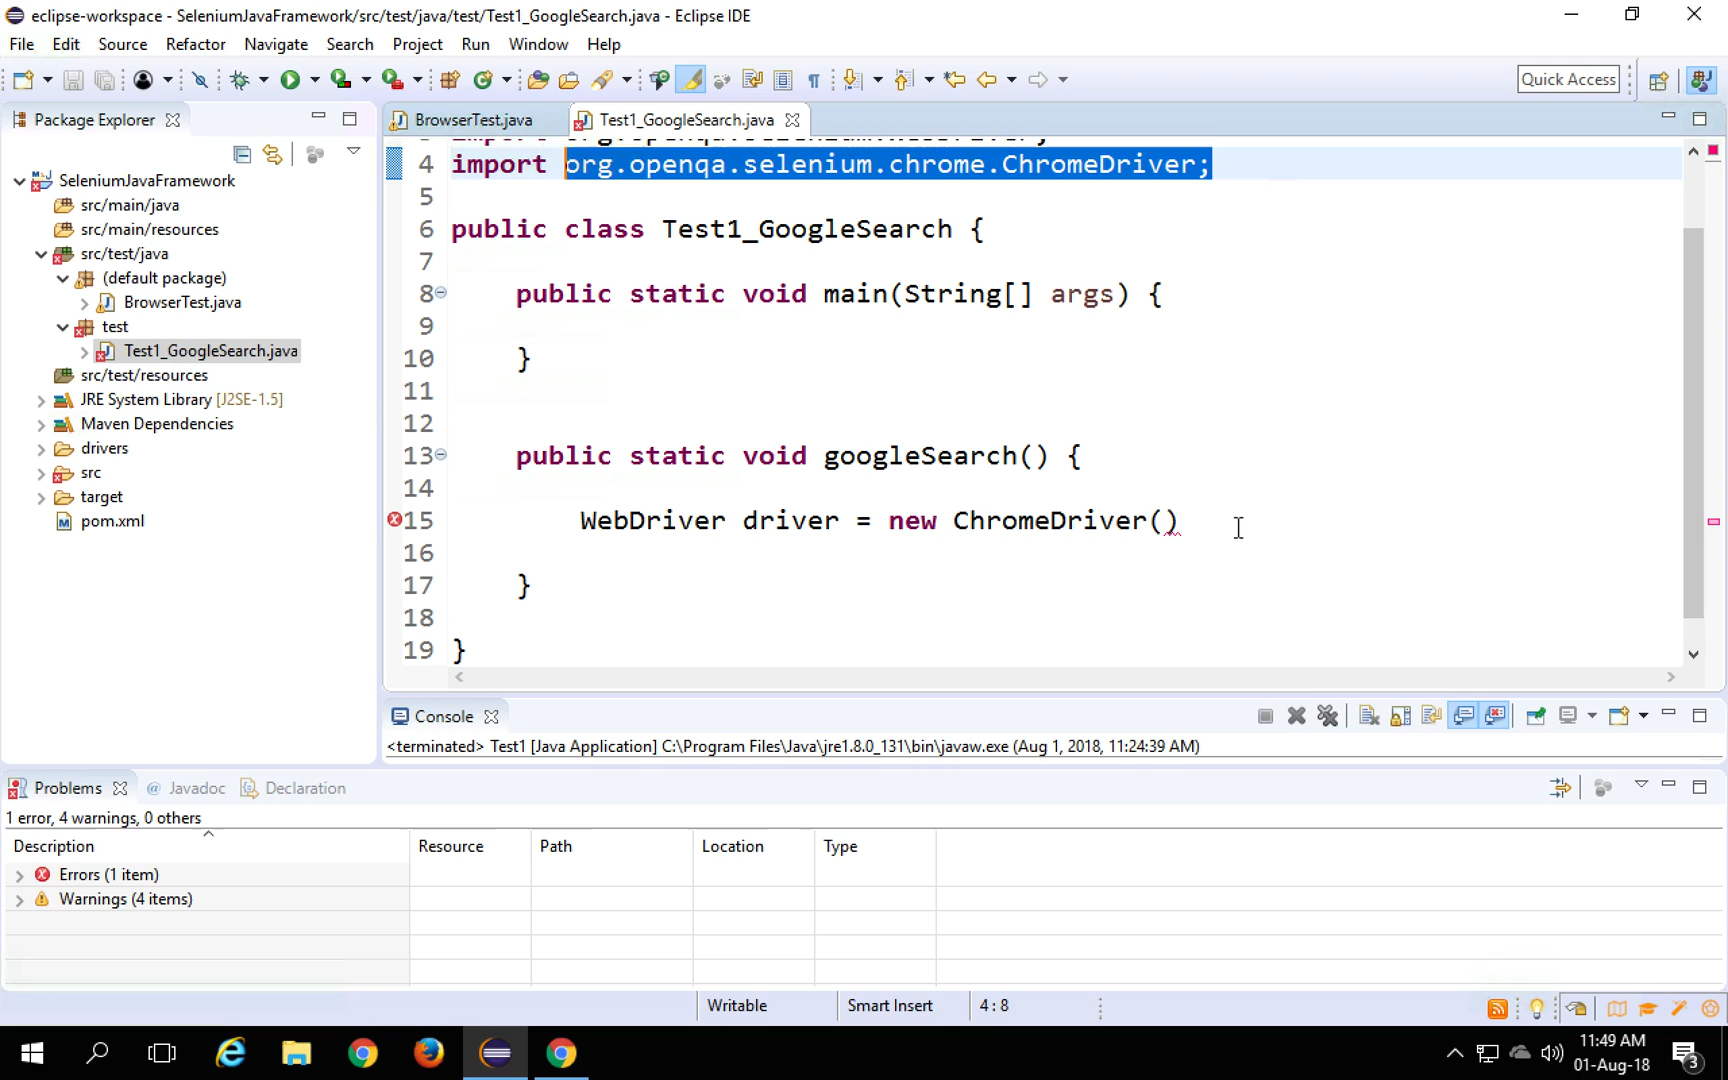 eclipse-workspace - SeleniumJavaFramework/src/test/java/test/Test1_GoogleSearch.java - Eclipse IDE
File Edit Source Refactor Navigate Search Project Run Window Help
Quick Access
Package Explorer
BrowserTest.java
Test1_GoogleSearch.java
SeleniumJavaFramework
src/main/java
src/main/resources
src/test/java
(default package)
BrowserTest.java
test
Test1_GoogleSearch.java
src/test/resources
JRE System Library [J2SE-1.5]
Maven Dependencies
drivers
src
target
pom.xml
4 import org.openqa.selenium.chrome.ChromeDriver;
5
6 public class Test1_GoogleSearch {
7
8 public static void main(String[] args) {
9
10 }
11
12
13 public static void googleSearch() {
14
15 WebDriver driver = new ChromeDriver()
16
17 }
18
19 }
Console
<terminated> Test1 [Java Application] C:\Program Files\Java\jre1.8.0_131\bin\javaw.exe (Aug 1, 2018, 11:24:39 AM)
Problems @ Javadoc Declaration
1 error, 4 warnings, 0 others
Description Resource Path Location Type
Errors (1 item)
Warnings (4 items)
Writable Smart Insert 4 : 8
11:49 AM
01-Aug-18
3